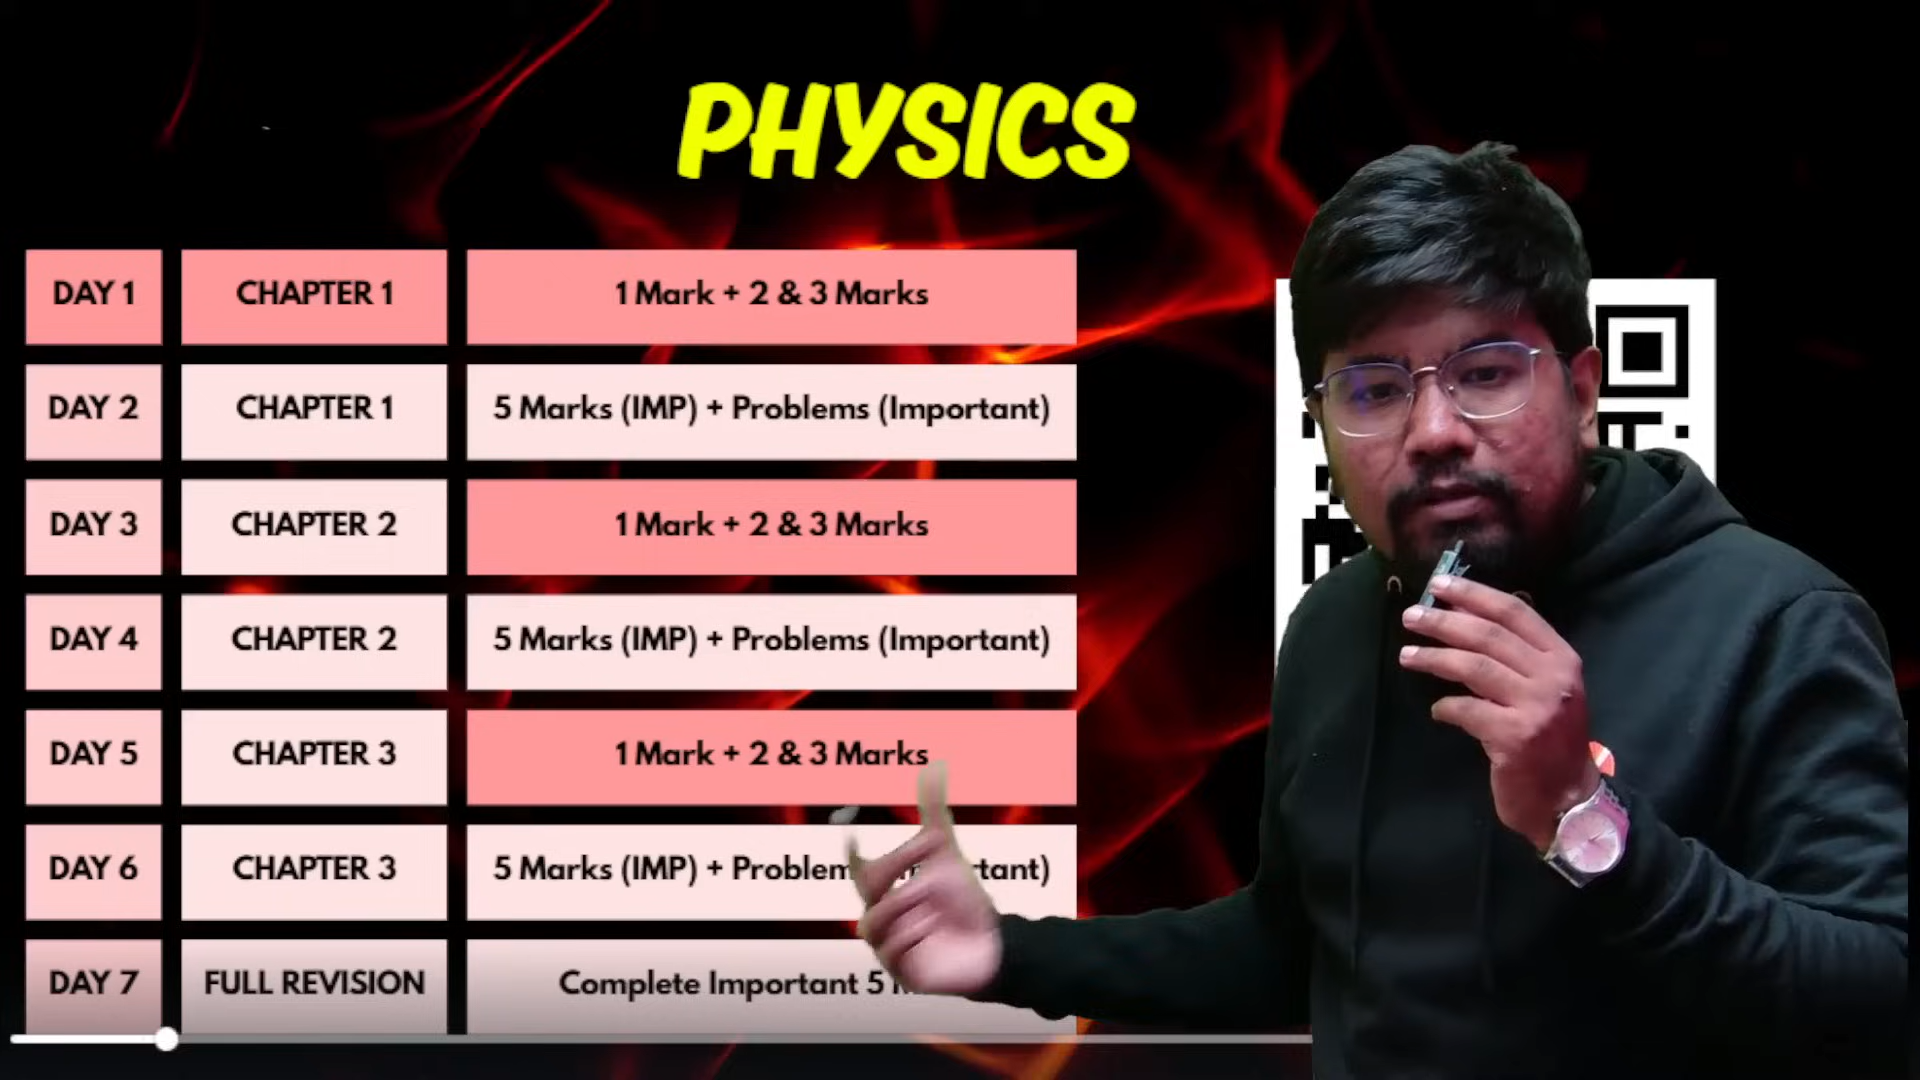 PHYSICS
DAY 1 CHAPTER 1 1 Mark + 2 & 3 Marks
DAY 2 CHAPTER 1 5 Marks (IMP) + Problems (Important)
DAY 3 CHAPTER 2 1 Mark + 2 & 3 Marks
DAY 4 CHAPTER 2 5 Marks (IMP) + Problems (Important)
DAY 5 CHAPTER 3 1 Mark + 2 & 3 Marks
DAY 6 CHAPTER 3 5 Marks (IMP) +
DAY 7 FULL REVISION Complete Important 5